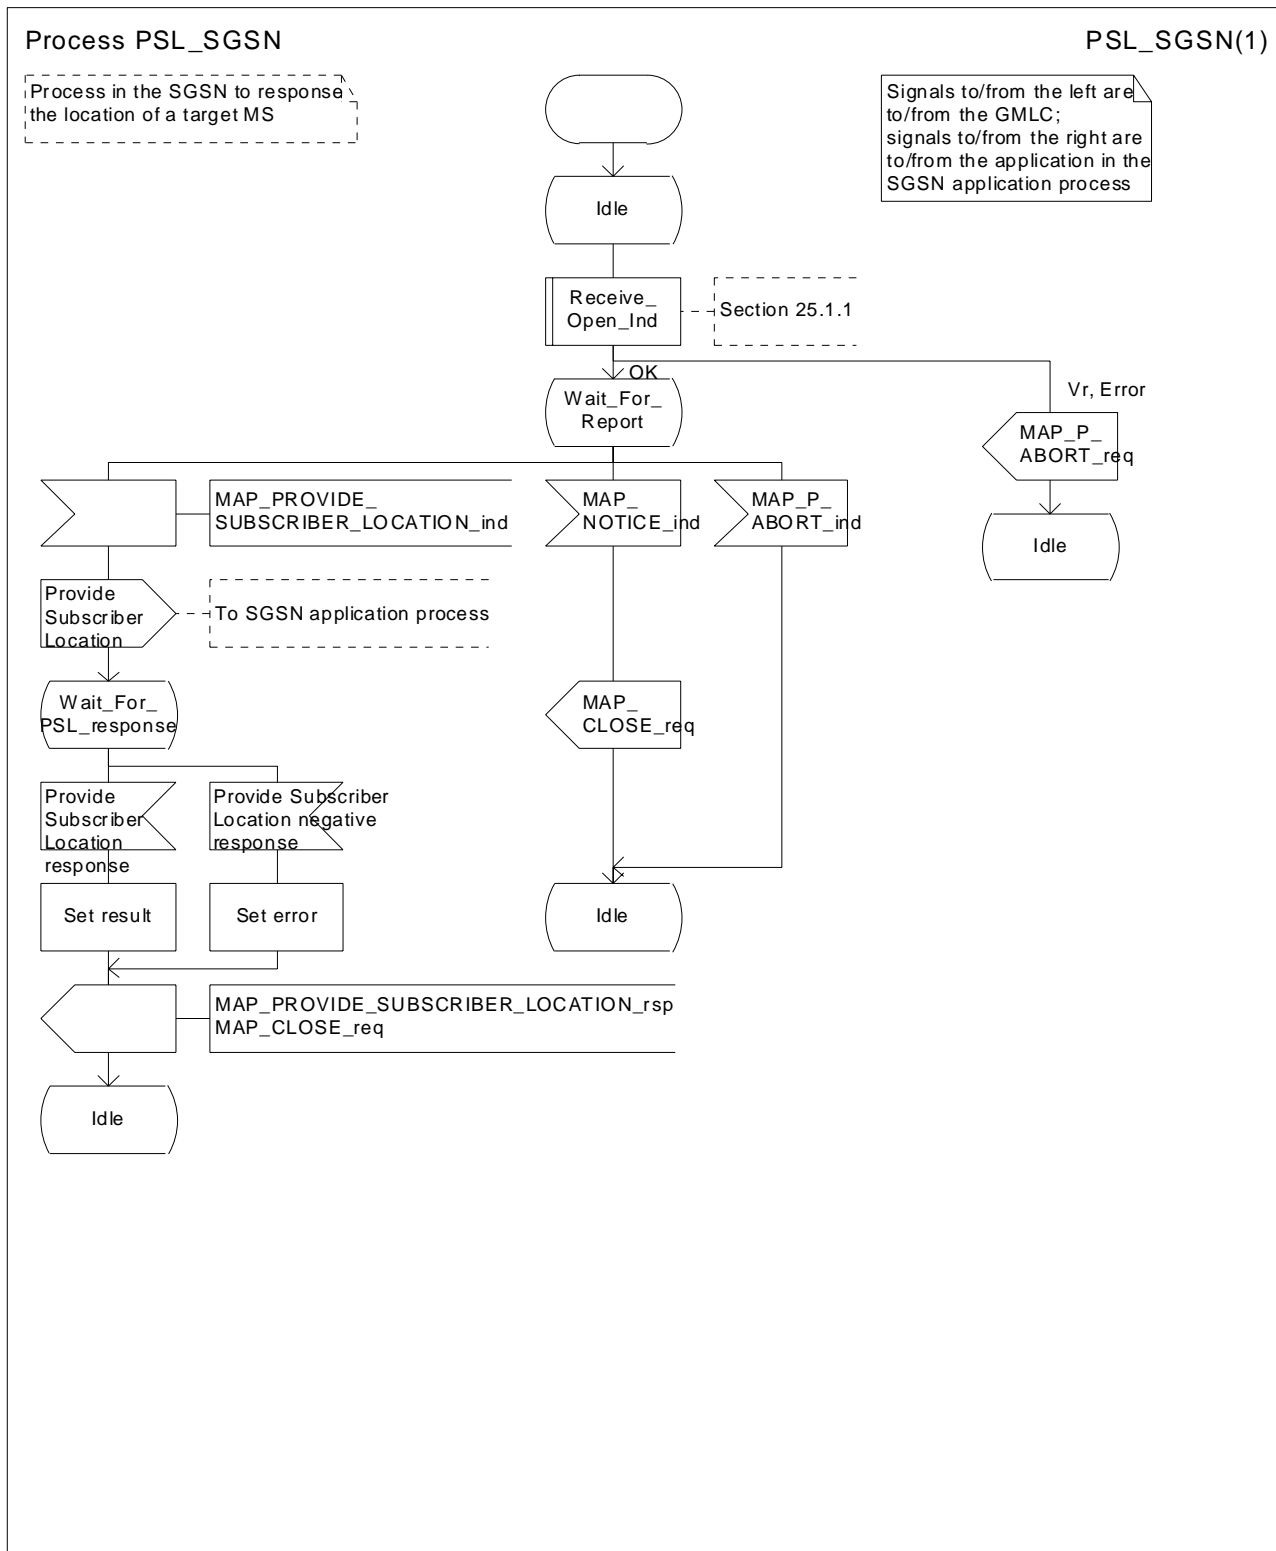 Process PSL_SGSN
PSL_SGSN(1)
Process in the SGSN to response
the location of a target MS
Signals to/from the left are
to/from the GMLC;
signals to/from the right are
to/from the application in the
SGSN application process
Idle
Receive_
Open_Ind
Section 25.1.1
OK
Vr, Error
Wait_For_
Report
MAP_P_
ABORT_req
Idle
MAP_PROVIDE_
SUBSCRIBER_LOCATION_ind
MAP_
NOTICE_ind
MAP_P_
ABORT_ind
Provide
Subscriber
Location
To SGSN application process
Wait_For_
PSL_response
MAP_
CLOSE_req
Provide
Subscriber
Location
response
Provide Subscriber
Location negative
response
Set result
Set error
Idle
MAP_PROVIDE_SUBSCRIBER_LOCATION_rsp
MAP_CLOSE_req
Idle